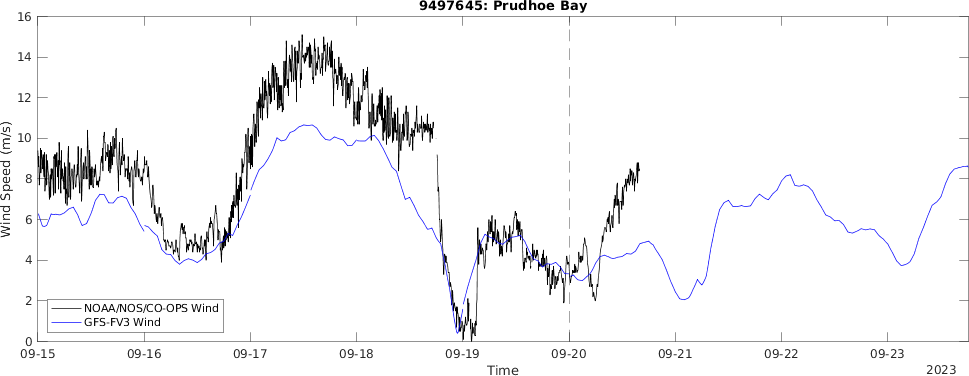 9497645: Prudhoe Bay
Wind Speed (m/s)
16
14
12
10
8
6
4
2
0
NOAA/NOS/CO-OPS Wind
GFS-FV3 Wind
09-15 09-16 09-17 09-18 09-19 09-20 09-21 09-22 09-23
Time
2023